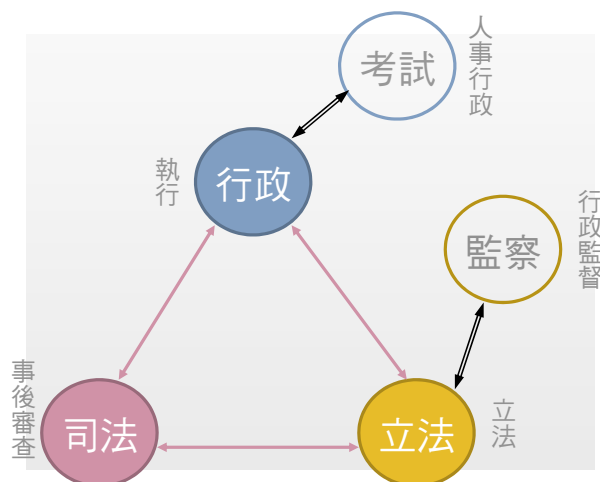 考試
人事行政
執行
行政
監察
行政監督
事後審查
司法
立法
立法